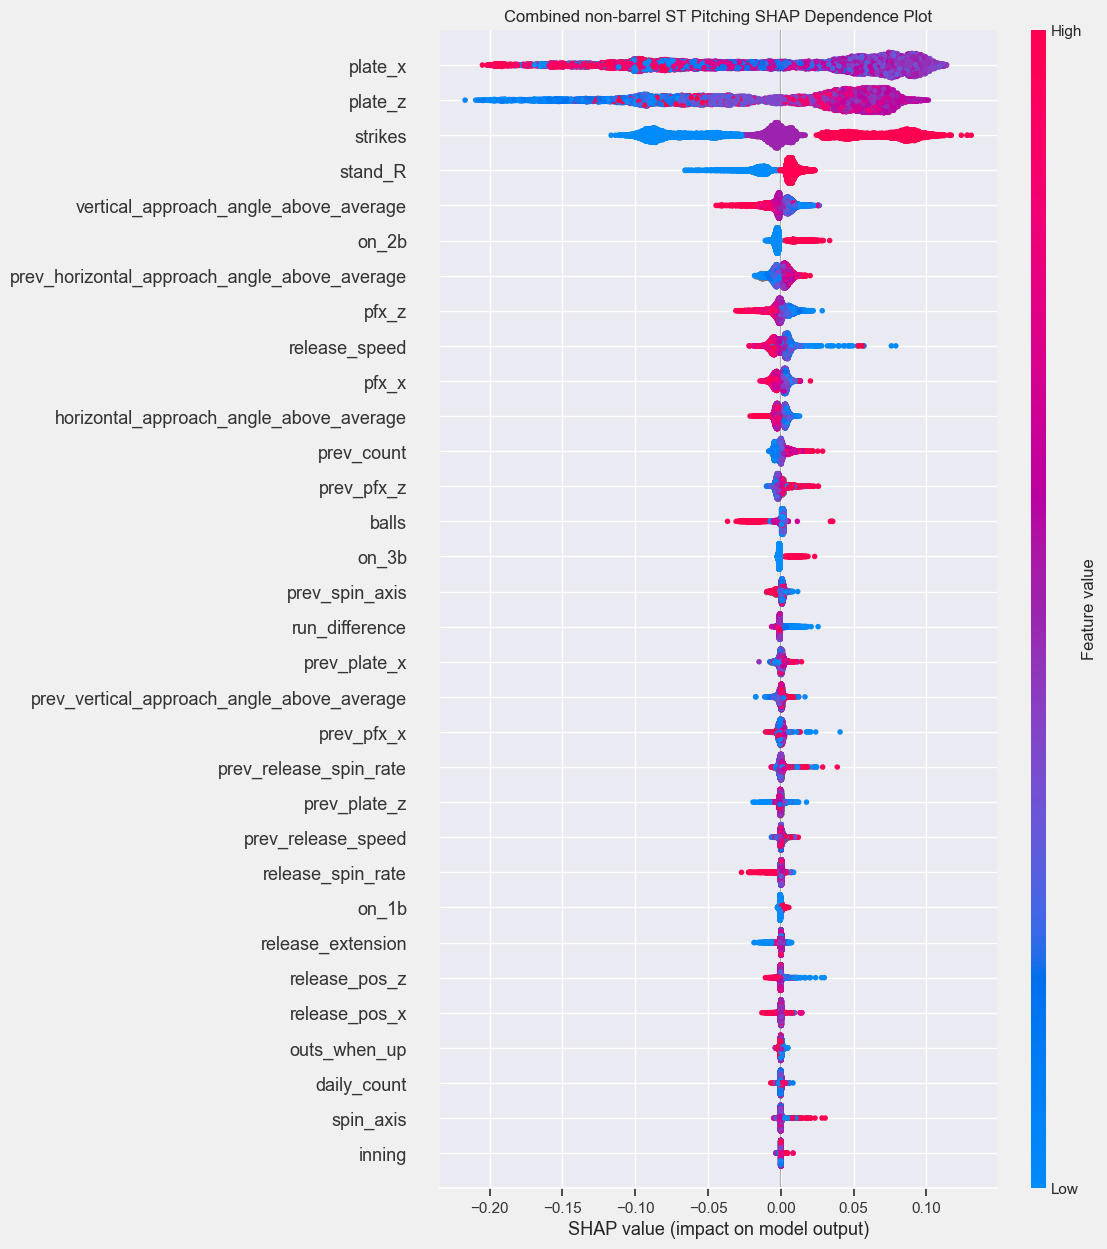 Combined non-barrel ST Pitching SHAP Dependence Plot
High
plate_x
plate_z
strikes
stand_R
vertical_approach_angle_above_average
on_2b
prev_horizontal_approach_angle_above_average
pfx_z
release_speed
pfx_x
horizontal_approach_angle_above_average
prev_count
prev_pfx_z
balls
on_3b
prev_spin_axis
run_difference
prev_plate_x
prev_vertical_approach_angle_above_average
prev_pfx_x
prev_release_spin_rate
prev_plate_z
prev_release_speed
release_spin_rate
on_1b
release_extension
release_pos_z
release_pos_x
outs_when_up
daily_count
spin_axis
inning
Feature value
Low
−0.20 −0.15 −0.10 −0.05 0.00 0.05 0.10
SHAP value (impact on model output)